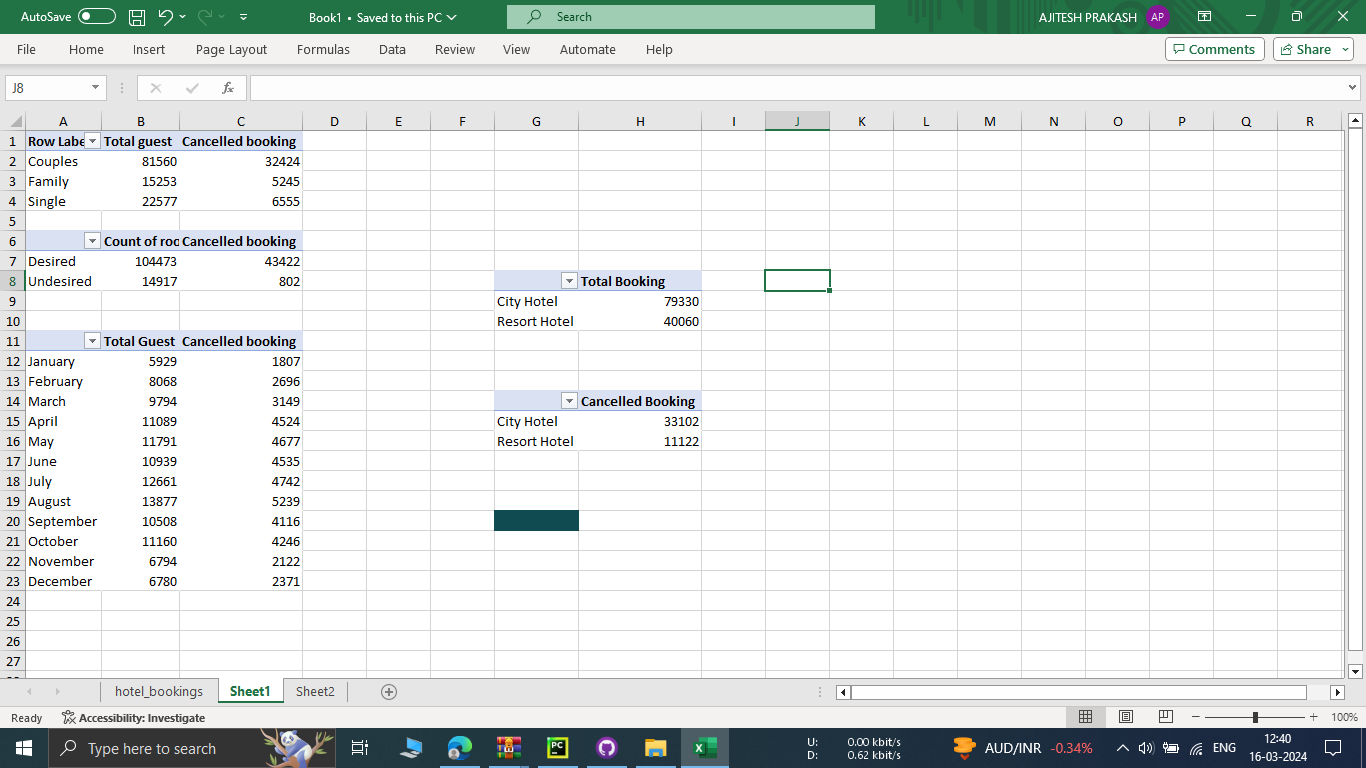 AutoSave Book1 • Saved to this PC Search AJITESH PRAKASH AP
File Home Insert Page Layout Formulas Data Review View Automate Help Comments Share
J8 fx
A B C D E F G H I J K L M N O P Q R
1 Row Labe Total guest Cancelled booking
2 Couples 81560 32424
3 Family 15253 5245
4 Single 22577 6555
5
6 Count of roo Cancelled booking
7 Desired 104473 43422
8 Undesired 14917 802 Total Booking
9 City Hotel 79330
10 Resort Hotel 40060
11 Total Guest Cancelled booking
12 January 5929 1807
13 February 8068 2696
14 March 9794 3149 Cancelled Booking
15 April 11089 4524 City Hotel 33102
16 May 11791 4677 Resort Hotel 11122
17 June 10939 4535
18 July 12661 4742
19 August 13877 5239
20 September 10508 4116
21 October 11160 4246
22 November 6794 2122
23 December 6780 2371
24
25
26
27
hotel_bookings Sheet1 Sheet2
Ready Accessibility: Investigate 100%
Type here to search PC U: 0.00 kbit/s AUD/INR -0.34% ENG 12:40
D: 0.62 kbit/s 16-03-2024